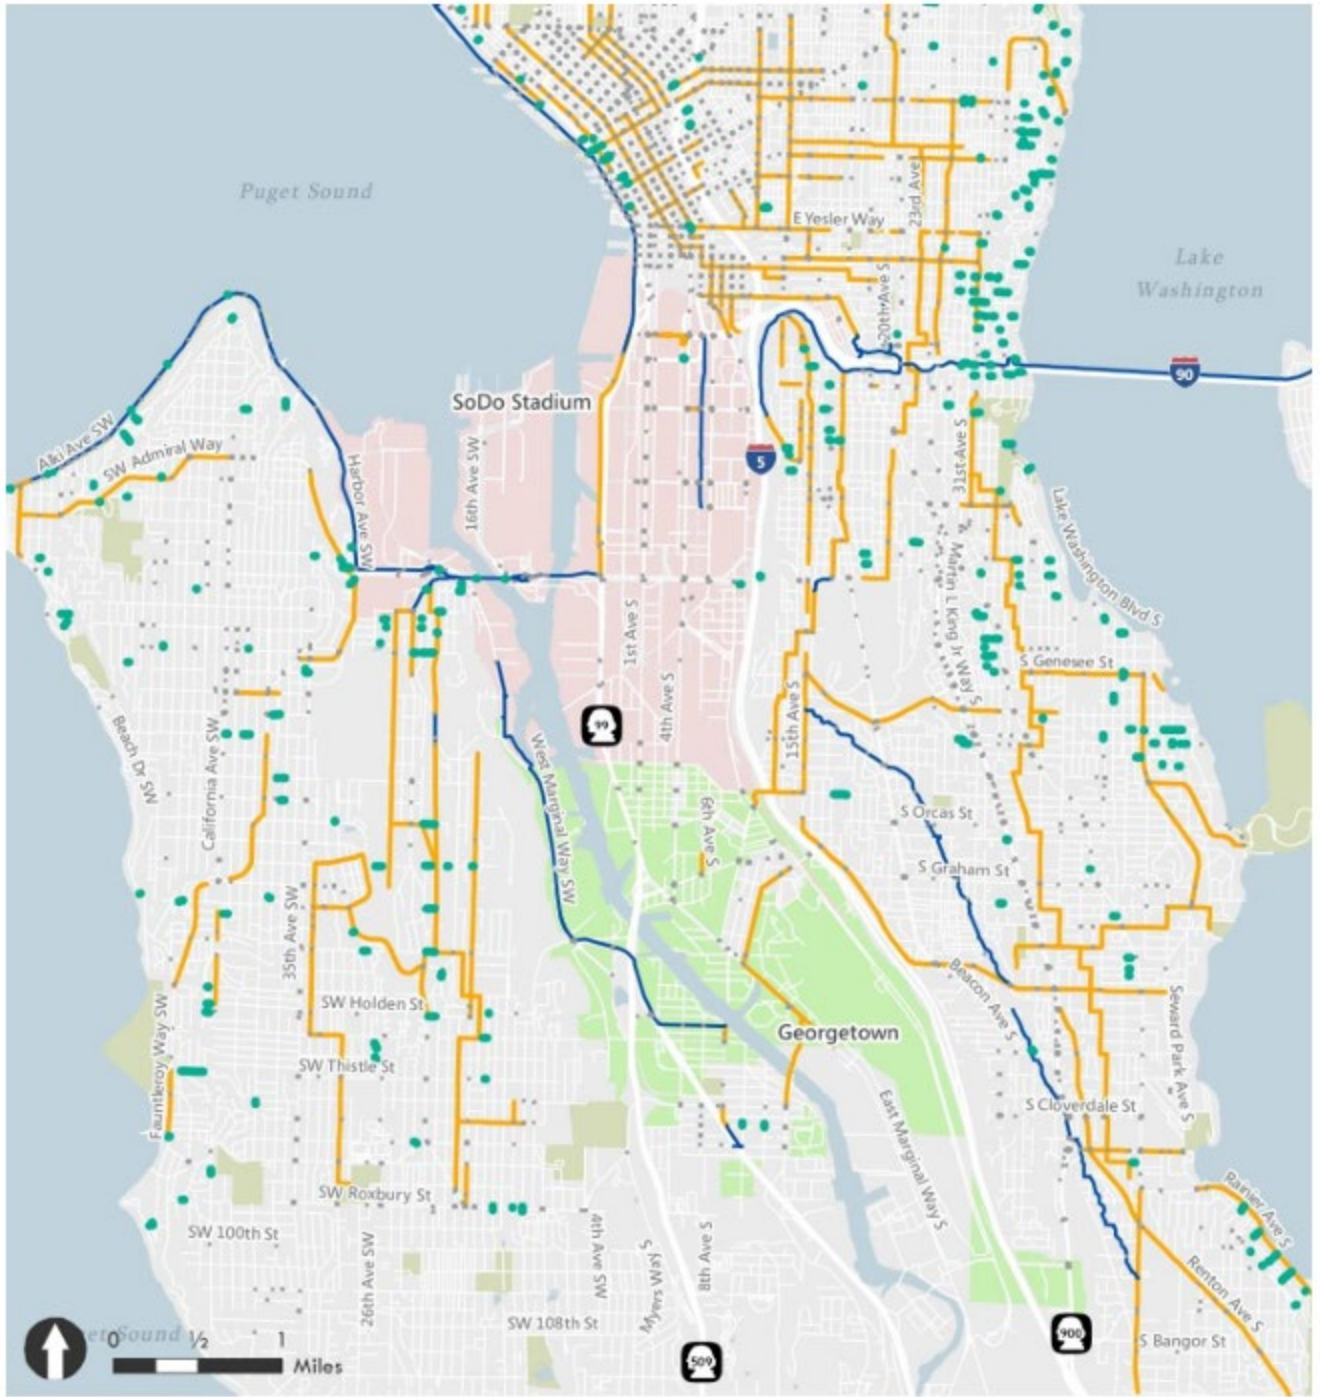 Puget Sound
E Yesler Way
23rd Ave
Lake
Washington
20th Ave S
90
SoDo Stadium
Alki Ave SW
SW Admiral Way
Harbor Ave SW
16th Ave SW
5
31st Ave S
Lake Washington Blvd S
Martin L King Jr Way S
1st Ave S
S Genesee St
4th Ave S
15th Ave S
99
Beach Dr SW
California Ave SW
West Marginal Way SW
6th Ave S
S Orcas St
S Graham St
35th Ave SW
SW Holden St
Beacon Ave S
Seward Park Ave S
Georgetown
Fauntleroy Way SW
SW Thistle St
S Cloverdale St
East Marginal Way S
SW Roxbury St
Rainier Ave S
SW 100th St
26th Ave SW
4th Ave SW
Myers Way S
8th Ave S
Renton Ave S
SW 108th St
900
S Bangor St
et Sound
0 ½ 1
Miles
509